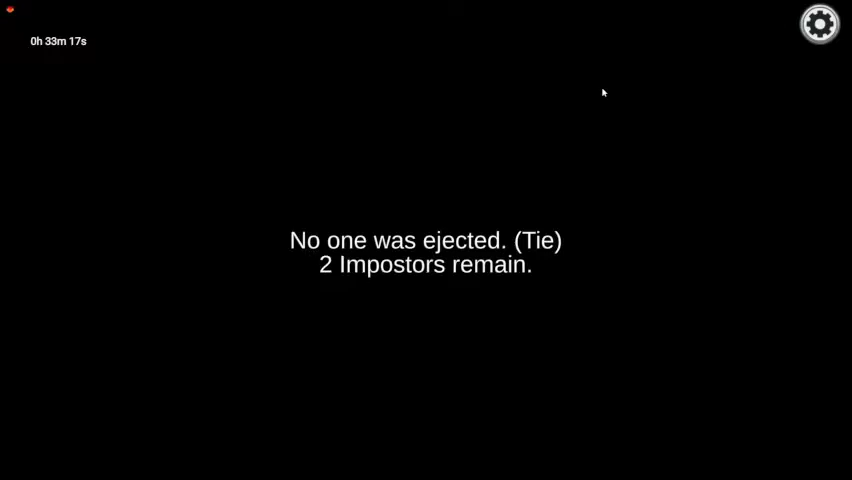 0h 33m 17s
No one was ejected. (Tie)
2 Impostors remain.